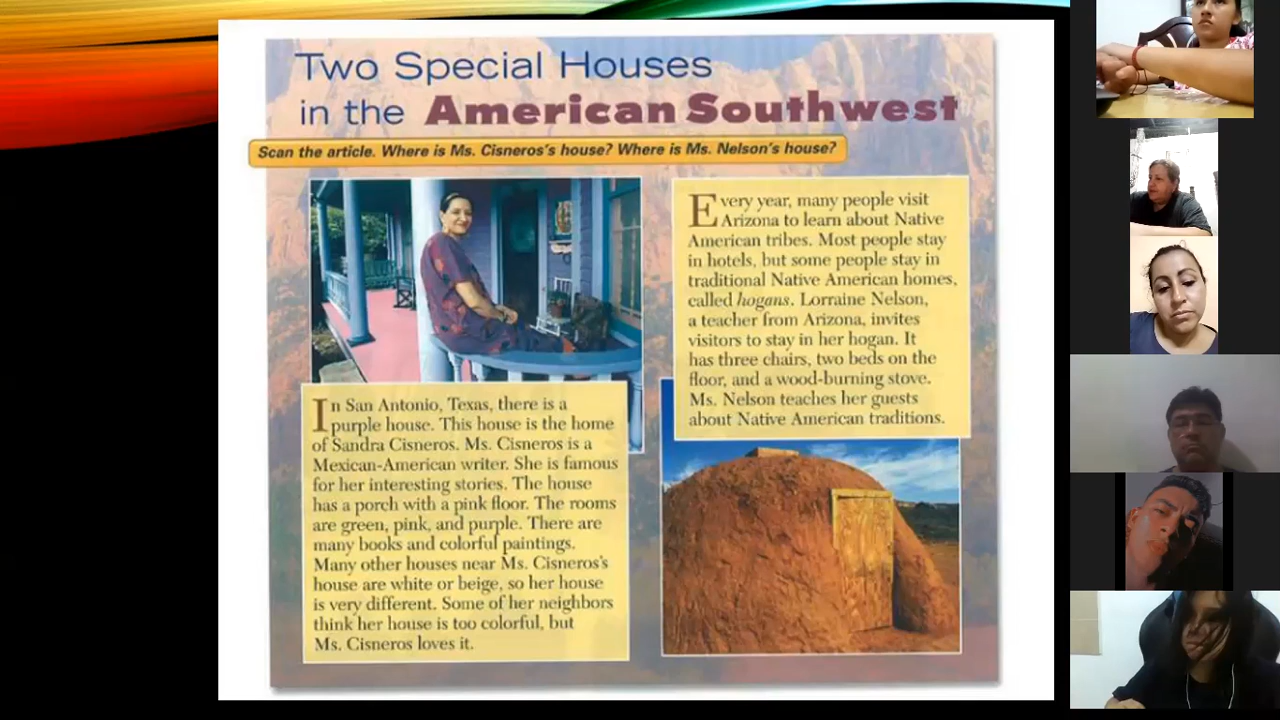 Two Special Houses
in the American Southwest
Scan the article. Where is Ms. Cisneros's house? Where is Ms. Nelson's house?
In San Antonio, Texas, there is a
purple house. This house is the home
of Sandra Cisneros. Ms. Cisneros is a
Mexican-American writer. She is famous
for her interesting stories. The house
has a porch with a pink floor. The rooms
are green, pink, and purple. There are
many books and colorful paintings.
Many other houses near Ms. Cisneros's
house are white or beige, so her house
is very different. Some of her neighbors
think her house is too colorful, but
Ms. Cisneros loves it.
Every year, many people visit
Arizona to learn about Native
American tribes. Most people stay
in hotels, but some people stay in
traditional Native American homes,
called hogans. Lorraine Nelson,
a teacher from Arizona, invites
visitors to stay in her hogan. It
has three chairs, two beds on the
floor, and a wood-burning stove.
Ms. Nelson teaches her guests
about Native American traditions.